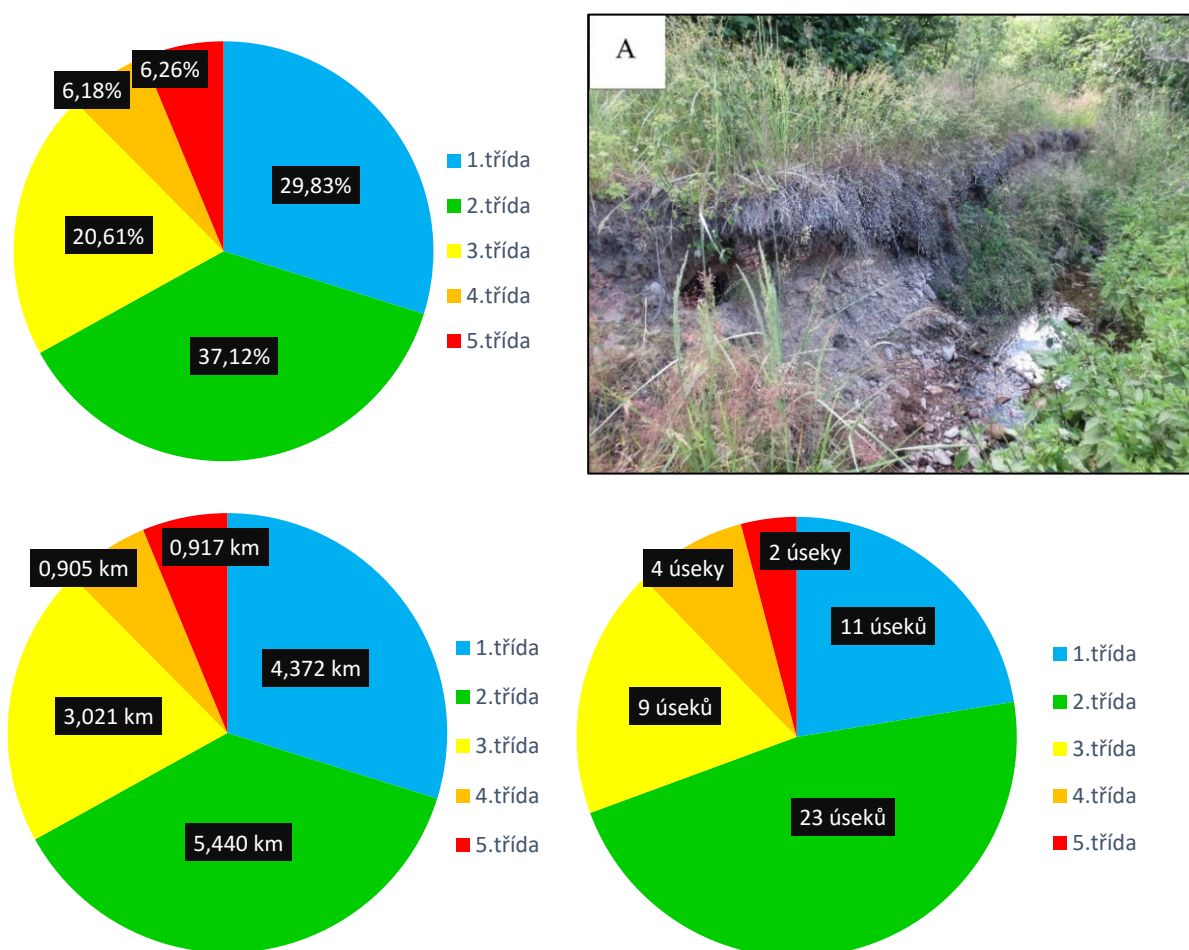 6,26%
6,18%
29,83%
20,61%
37,12%
1.třída
2.třída
3.třída
4.třída
5.třída
A
0,917 km
0,905 km
4,372 km
3,021 km
5,440 km
1.třída
2.třída
3.třída
4.třída
5.třída
2 úseky
4 úseky
11 úseků
9 úseků
23 úseků
1.třída
2.třída
3.třída
4.třída
5.třída